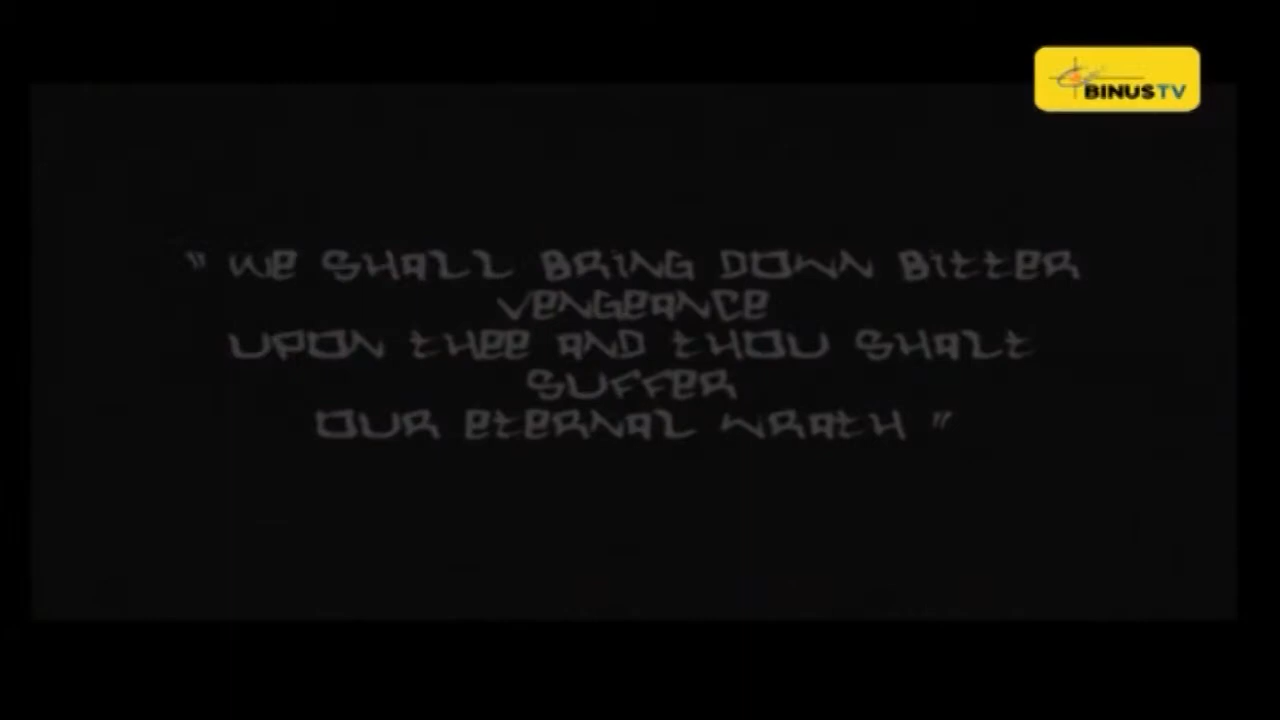 BINUS TV
" WE SHALL BRING DOWN BITTER
VENGEANCE
UPON THEE AND THOU SHALT
SUFFER
OUR ETERNAL WRATH "